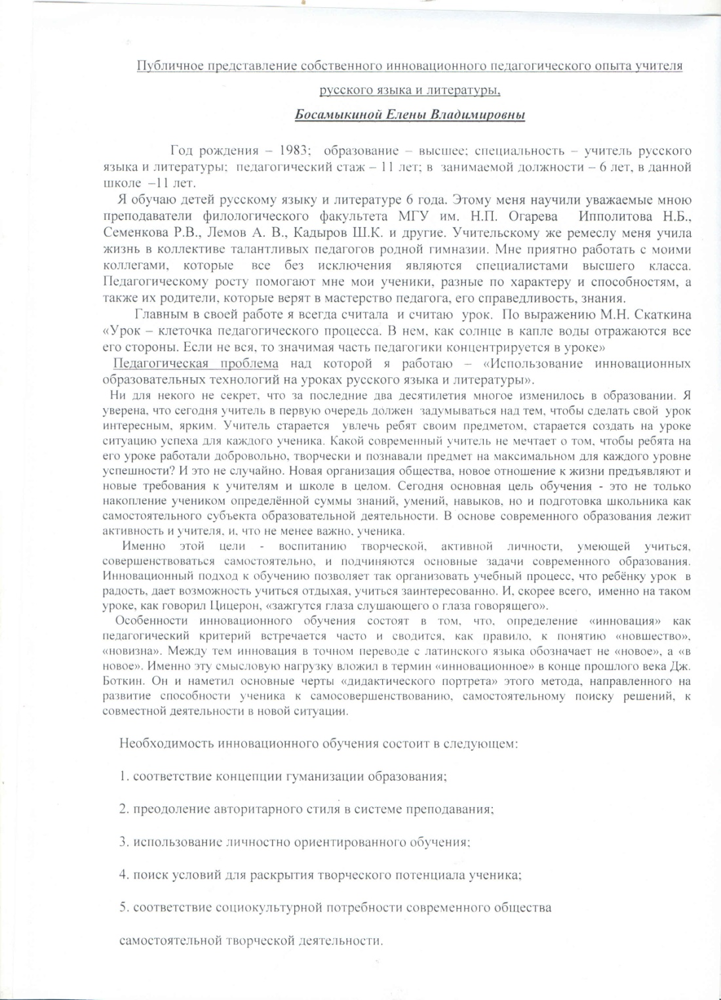 Публичное представление собственного инновационного педагогического опыта учителя
русского языка и литературы,
Босамыкиной Елены Владимировны
Год рождения – 1983; образование – высшее; специальность – учитель русского
языка и литературы; педагогический стаж – 11 лет; в занимаемой должности – 6 лет, в данной
школе –11 лет.
Я обучаю детей русскому языку и литературе 6 года. Этому меня научили уважаемые мною
преподаватели филологического факультета МГУ им. Н.П. Огарева Ипполитова Н.Б.,
Семенкова Р.В., Лемов А. В., Кадыров Ш.К. и другие. Учительскому же ремеслу меня учила
жизнь в коллективе талантливых педагогов родной гимназии. Мне приятно работать с моими
коллегами, которые все без исключения являются специалистами высшего класса.
Педагогическому росту помогают мне мои ученики, разные по характеру и способностям, а
также их родители, которые верят в мастерство педагога, его справедливость, знания.
Главным в своей работе я всегда считала и считаю урок. По выражению М.Н. Скаткина
«Урок – клеточка педагогического процесса. В нем, как солнце в капле воды отражаются все
его стороны. Если не вся, то значимая часть педагогики концентрируется в уроке»
Педагогическая проблема над которой я работаю – «Использование инновационных
образовательных технологий на уроках русского языка и литературы».
Ни для некого не секрет, что за последние два десятилетия многое изменилось в образовании. Я
уверена, что сегодня учитель в первую очередь должен задумываться над тем, чтобы сделать свой урок
интересным, ярким. Учитель старается увлечь ребят своим предметом, старается создать на уроке
ситуацию успеха для каждого ученика. Какой современный учитель не мечтает о том, чтобы ребята на
его уроке работали добровольно, творчески и познавали предмет на максимальном для каждого уровне
успешности? И это не случайно. Новая организация общества, новое отношение к жизни предъявляют и
новые требования к учителям и школе в целом. Сегодня основная цель обучения - это не только
накопление учеником определённой суммы знаний, умений, навыков, но и подготовка школьника как
самостоятельного субъекта образовательной деятельности. В основе современного образования лежит
активность и учителя, и, что не менее важно, ученика.
Именно этой цели - воспитанию творческой, активной личности, умеющей учиться,
совершенствоваться самостоятельно, и подчиняются основные задачи современного образования.
Инновационный подход к обучению позволяет так организовать учебный процесс, что ребёнку урок в
радость, дает возможность учиться отдыхая, учиться заинтересованно. И, скорее всего, именно на таком
уроке, как говорил Цицерон, «зажгутся глаза слушающего о глаза говорящего».
Особенности инновационного обучения состоят в том, что, определение «инновация» как
педагогический критерий встречается часто и сводится, как правило, к понятию «новшество»,
«новизна». Между тем инновация в точном переводе с латинского языка обозначает не «новое», а «в
новое». Именно эту смысловую нагрузку вложил в термин «инновационное» в конце прошлого века Дж.
Боткин. Он и наметил основные черты «дидактического портрета» этого метода, направленного на
развитие способности ученика к самосовершенствованию, самостоятельному поиску решений, к
совместной деятельности в новой ситуации.
Необходимость инновационного обучения состоит в следующем:
1. соответствие концепции гуманизации образования;
2. преодоление авторитарного стиля в системе преподавания;
3. использование личностно ориентированного обучения;
4. поиск условий для раскрытия творческого потенциала ученика;
5. соответствие социокультурной потребности современного общества
самостоятельной творческой деятельности.